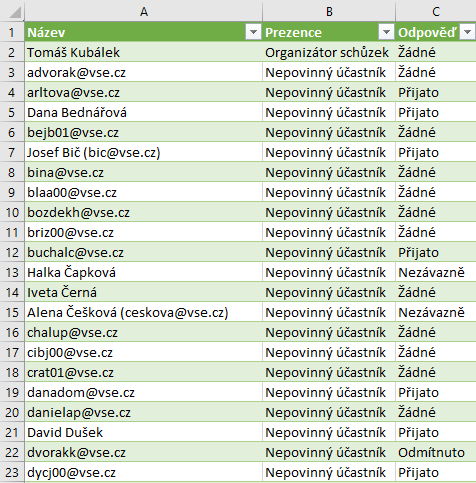 A B C
1 Název Prezence Odpověď
2 Tomáš Kubálek Organizátor schůzek Žádné
3 advorak@vse.cz Nepovinný účastník Žádné
4 arltova@vse.cz Nepovinný účastník Přijato
5 Dana Bednářová Nepovinný účastník Přijato
6 bejb01@vse.cz Nepovinný účastník Žádné
7 Josef Bič (bic@vse.cz) Nepovinný účastník Přijato
8 bina@vse.cz Nepovinný účastník Žádné
9 blaa00@vse.cz Nepovinný účastník Žádné
10 bozdekh@vse.cz Nepovinný účastník Žádné
11 briz00@vse.cz Nepovinný účastník Žádné
12 buchalc@vse.cz Nepovinný účastník Přijato
13 Halka Čapková Nepovinný účastník Nezávazně
14 Iveta Černá Nepovinný účastník Žádné
15 Alena Češková (ceskova@vse.cz) Nepovinný účastník Nezávazně
16 chalup@vse.cz Nepovinný účastník Žádné
17 cibj00@vse.cz Nepovinný účastník Žádné
18 crat01@vse.cz Nepovinný účastník Žádné
19 danadom@vse.cz Nepovinný účastník Přijato
20 danielap@vse.cz Nepovinný účastník Žádné
21 David Dušek Nepovinný účastník Přijato
22 dvorakk@vse.cz Nepovinný účastník Odmítnuto
23 dycj00@vse.cz Nepovinný účastník Přijato